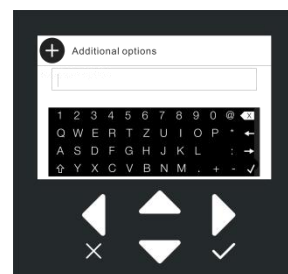 Additional options
1 2 3 4 5 6 7 8 9 0 @
Q W E R T Z U I O P *
A S D F G H J K L :
Y X C V B N M . + -